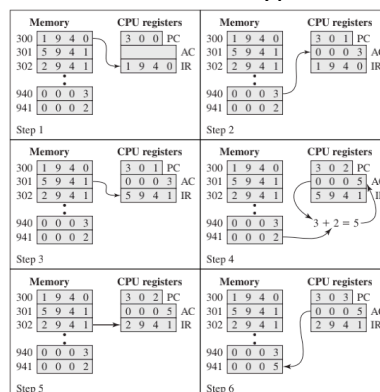 Memory CPU registers
300 1 9 4 0 3 0 0 PC
301 5 9 4 1 AC
302 2 9 4 1 1 9 4 0 IR
940 0 0 0 3
941 0 0 0 2
Step 1
Memory CPU registers
300 1 9 4 0 3 0 1 PC
301 5 9 4 1 0 0 0 3 AC
302 2 9 4 1 1 9 4 0 IR
940 0 0 0 3
941 0 0 0 2
Step 2
Memory CPU registers
300 1 9 4 0 3 0 1 PC
301 5 9 4 1 0 0 0 3 AC
302 2 9 4 1 5 9 4 1 IR
940 0 0 0 3
941 0 0 0 2
Step 3
Memory CPU registers
300 1 9 4 0 3 0 2 PC
301 5 9 4 1 0 0 0 5 AC
302 2 9 4 1 5 9 4 1 IR
940 0 0 0 3 3 + 2 = 5
941 0 0 0 2
Step 4
Memory CPU registers
300 1 9 4 0 3 0 2 PC
301 5 9 4 1 0 0 0 5 AC
302 2 9 4 1 2 9 4 1 IR
940 0 0 0 3
941 0 0 0 2
Step 5
Memory CPU registers
300 1 9 4 0 3 0 3 PC
301 5 9 4 1 0 0 0 5 AC
302 2 9 4 1 2 9 4 1 IR
940 0 0 0 3
941 0 0 0 5
Step 6